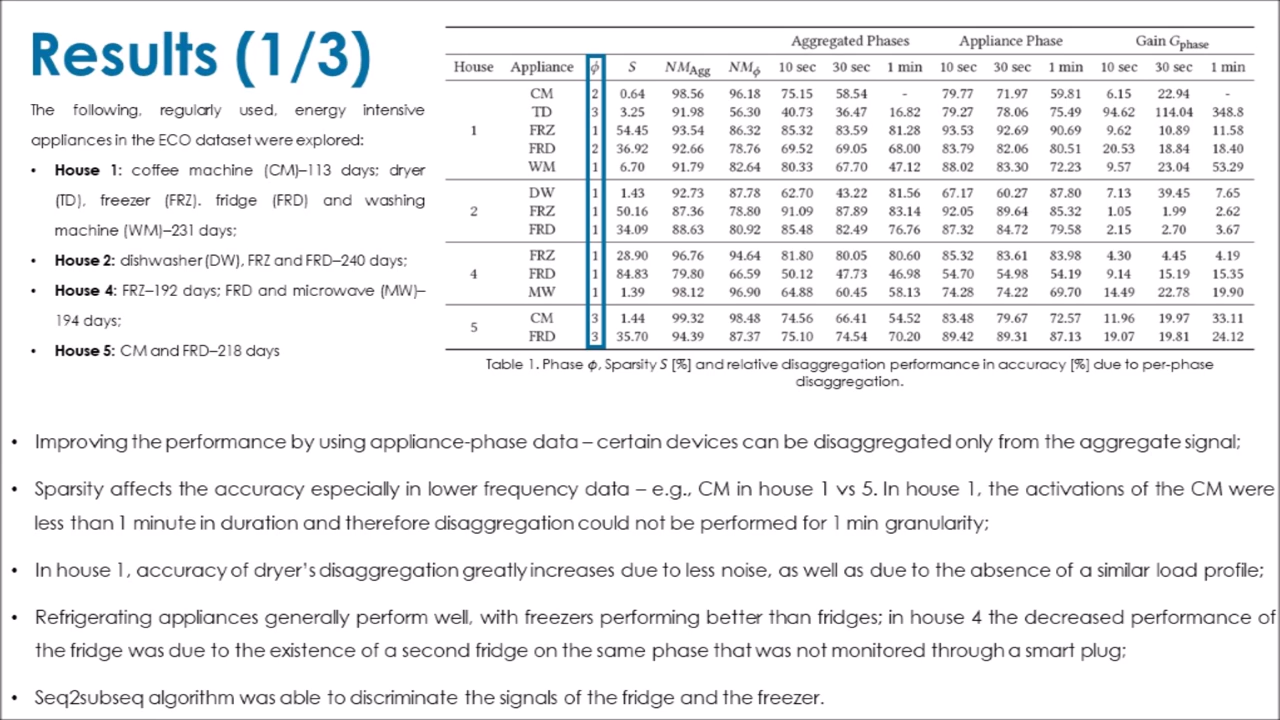 Results (1/3)
The following, regularly used, energy intensive
appliances in the ECO dataset were explored:
• House 1: coffee machine (CM)–113 days; dryer
(TD), freezer (FRZ). fridge (FRD) and washing
machine (WM)–231 days;
• House 2: dishwasher (DW), FRZ and FRD–240 days;
• House 4: FRZ–192 days; FRD and microwave (MW)–
194 days;
• House 5: CM and FRD–218 days
Aggregated Phases Appliance Phase Gain Gphase
House Appliance ϕ S NMAgg NMϕ 10 sec 30 sec 1 min 10 sec 30 sec 1 min 10 sec 30 sec 1 min
CM 2 0.64 98.56 96.18 75.15 58.54 - 79.77 71.97 59.81 6.15 22.94 -
TD 3 3.25 91.98 56.30 40.73 36.47 16.82 79.27 78.06 75.49 94.62 114.04 348.8
1 FRZ 1 54.45 93.54 86.32 85.32 83.59 81.28 93.53 92.69 90.69 9.62 10.89 11.58
FRD 2 36.92 92.66 78.76 69.52 69.05 68.00 83.79 82.06 80.51 20.53 18.84 18.40
WM 1 6.70 91.79 82.64 80.33 67.70 47.12 88.02 83.30 72.23 9.57 23.04 53.29
DW 1 1.43 92.73 87.78 62.70 43.22 81.56 67.17 60.27 87.80 7.13 39.45 7.65
2 FRZ 1 50.16 87.36 78.80 91.09 87.89 83.14 92.05 89.64 85.32 1.05 1.99 2.62
FRD 1 34.09 88.63 80.92 85.48 82.49 76.76 87.32 84.72 79.58 2.15 2.70 3.67
FRZ 1 28.90 96.76 94.64 81.80 80.05 80.60 85.32 83.61 83.98 4.30 4.45 4.19
4 FRD 1 84.83 79.80 66.59 50.12 47.73 46.98 54.70 54.98 54.19 9.14 15.19 15.35
MW 1 1.39 98.12 96.90 64.88 60.45 58.13 74.28 74.22 69.70 14.49 22.78 19.90
5 CM 3 1.44 99.32 98.48 74.56 66.41 54.52 83.48 79.67 72.57 11.96 19.97 33.11
FRD 3 35.70 94.39 87.37 75.10 74.54 70.20 89.42 89.31 87.13 19.07 19.81 24.12
Table 1. Phase ϕ, Sparsity S [%] and relative disaggregation performance in accuracy [%] due to per-phase
disaggregation.
• Improving the performance by using appliance-phase data – certain devices can be disaggregated only from the aggregate signal;
• Sparsity affects the accuracy especially in lower frequency data – e.g., CM in house 1 vs 5. In house 1, the activations of the CM were
less than 1 minute in duration and therefore disaggregation could not be performed for 1 min granularity;
• In house 1, accuracy of dryer's disaggregation greatly increases due to less noise, as well as due to the absence of a similar load profile;
• Refrigerating appliances generally perform well, with freezers performing better than fridges; in house 4 the decreased performance of
the fridge was due to the existence of a second fridge on the same phase that was not monitored through a smart plug;
• Seq2subseq algorithm was able to discriminate the signals of the fridge and the freezer.